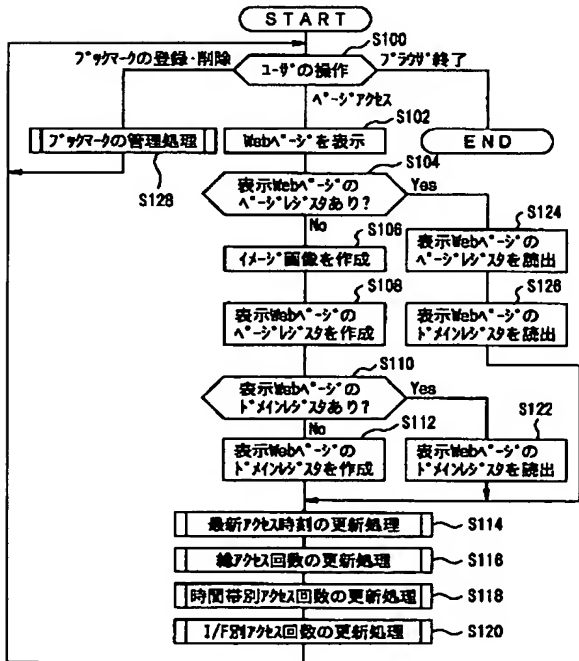 START
S100
ブックマークの登録・削除
ユーザの操作
ブラウザ終了
ページアクセス
S102
ブックマークの管理処理
Webページを表示
END
S128
S104
表示Webページの
ページレジスタあり?
Yes
No
S106
S124
イメージ画像を作成
表示Webページの
ページレジスタを読出
S108
S126
表示Webページの
ページレジスタを作成
表示Webページの
ドメインレジスタを読出
S110
表示Webページの
ドメインレジスタあり?
Yes
No
S112
S122
表示Webページの
ドメインレジスタを作成
表示Webページの
ドメインレジスタを読出
最新アクセス時刻の更新処理
S114
総アクセス回数の更新処理
S116
時間帯別アクセス回数の更新処理
S118
I/F別アクセス回数の更新処理
S120